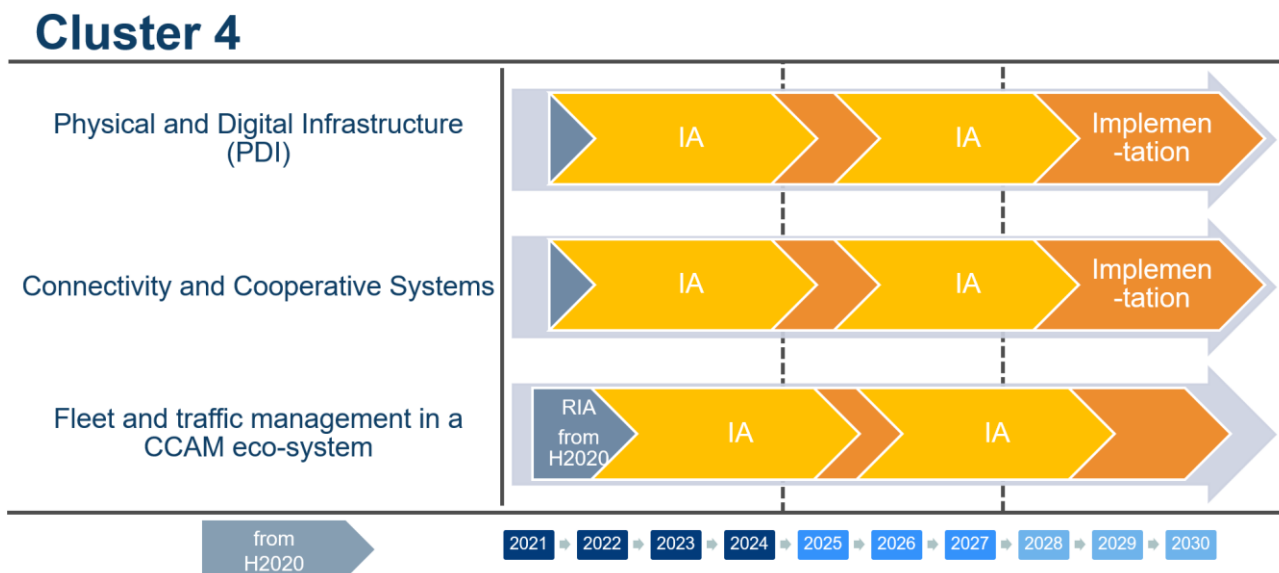 Cluster 4
Physical and Digital Infrastructure
(PDI)
IA
IA
Implemen
-tation
Connectivity and Cooperative Systems
IA
IA
Implemen
-tation
Fleet and traffic management in a
CCAM eco-system
RIA
from
H2020
IA
IA
from
H2020
2021
2022
2023
2024
2025
2026
2027
2028
2029
2030